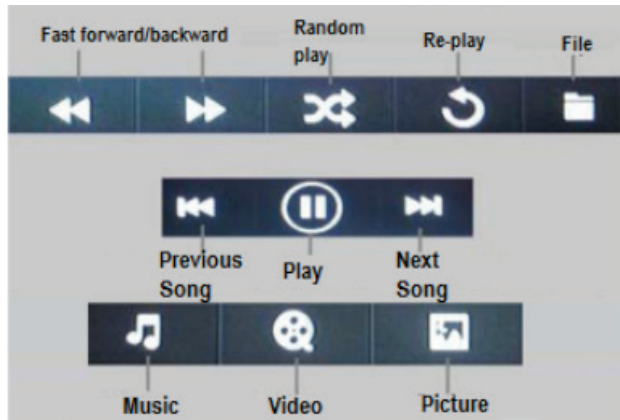 Fast forward/backward
Random
play
Re-play
File
Previous
Song
Play
Next
Song
Music
Video
Picture